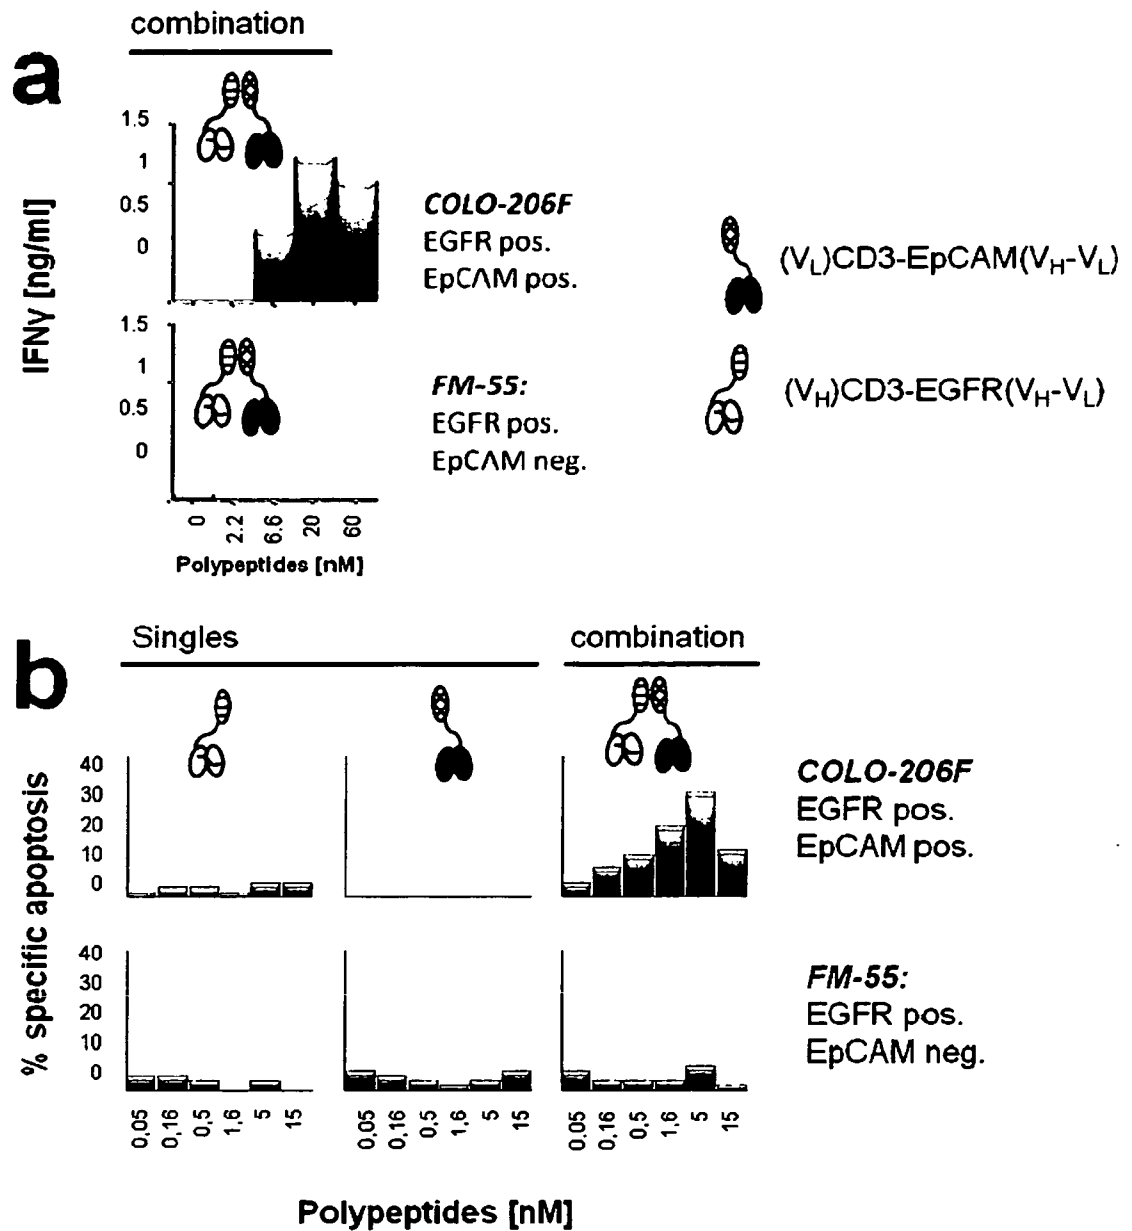 a
combination
IFNγ [ng/ml]
1.5
1
0.5
0
COLO-206F
EGFR pos.
EpCAM pos.
1.5
1
0.5
0
FM-55:
EGFR pos.
EpCAM neg.
0
2.2
6.6
20
60
Polypeptides [nM]
(VL)CD3-EpCAM(VH-VL)
(VH)CD3-EGFR(VH-VL)
b
Singles
combination
% specific apoptosis
40
30
20
10
0
COLO-206F
EGFR pos.
EpCAM pos.
40
30
20
10
0
FM-55:
EGFR pos.
EpCAM neg.
0,05
0,16
0,5
1,6
5
15
0,05
0,16
0,5
1,6
5
15
0,05
0,16
0,5
1,6
5
15
Polypeptides [nM]